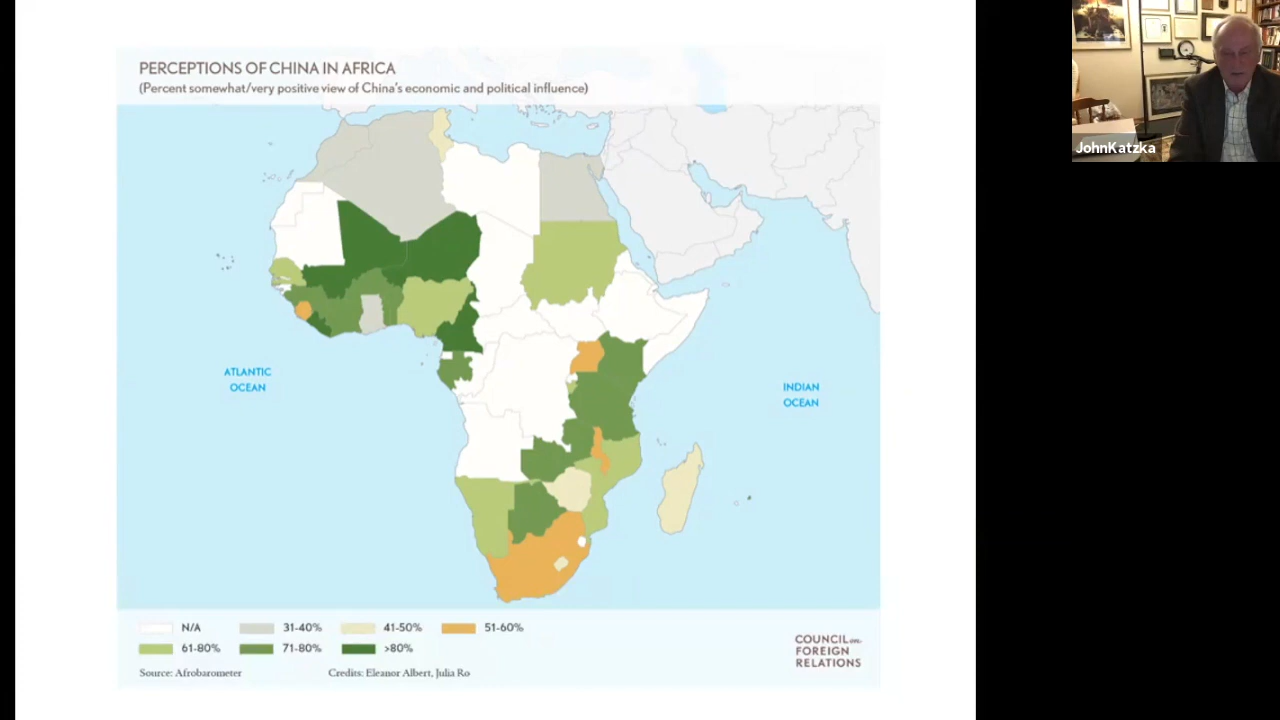 PERCEPTIONS OF CHINA IN AFRICA
(Percent somewhat/very positive view of China's economic and political influence)
JohnKatzka
ATLANTIC
OCEAN
INDIAN
OCEAN
N/A
31-40%
41-50%
51-60%
61-80%
71-80%
>80%
COUNCIL on
FOREIGN
RELATIONS
Source: Afrobarometer
Credits: Eleanor Albert, Julia Ro